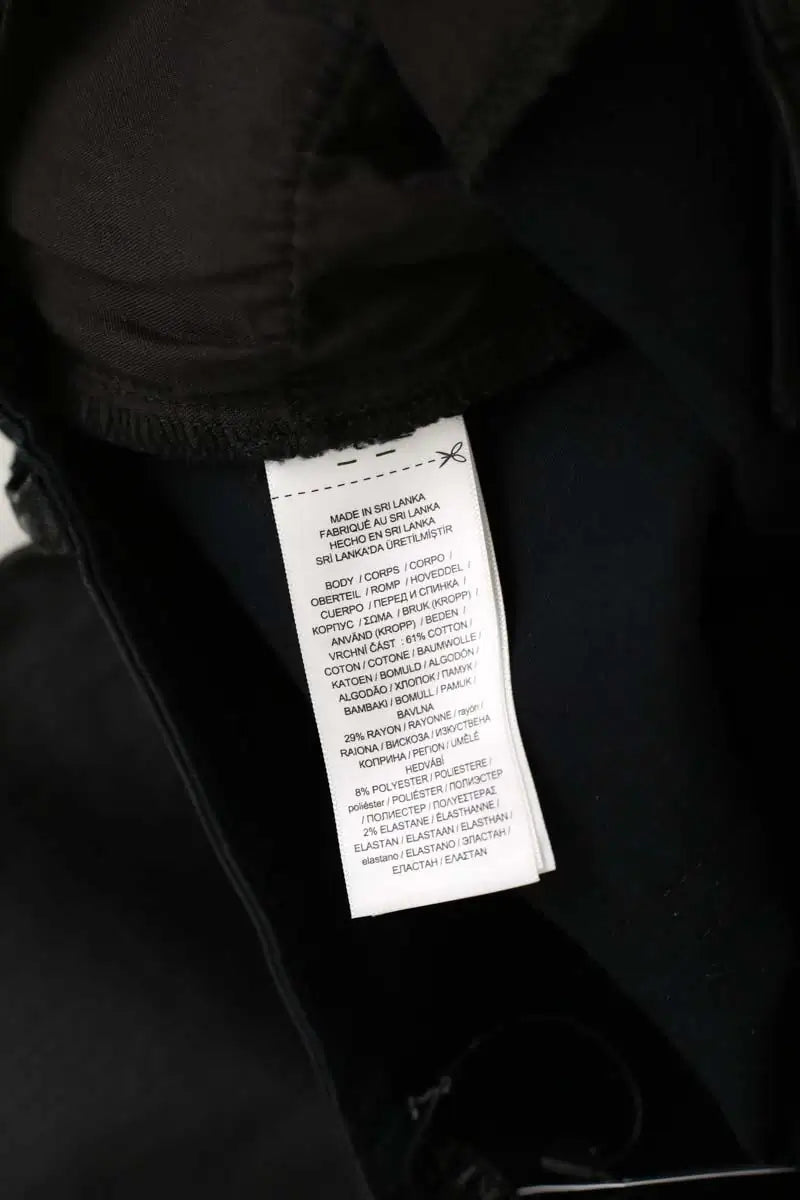 MADE IN SRI LANKA
FABRIQUÉ AU SRI LANKA
HECHO EN SRI LANKA
SRİ LANKA'DA ÜRETİLMİŞTİR
BODY / CORPS / CORPO /
OBERTEIL / ROMP / HOVEDDEL /
CUERPO / ПЕРЕД И СПИНКА /
КОРПУС / ΣΩΜΑ / BRUK (KROPP) /
ANVÄND (KROPP) / BEDEN /
VRCHNÍ ČÁST : 61% COTTON /
COTON / COTONE / BAUMWOLLE /
KATOEN / BOMULD / ALGODÓN /
ALGODÃO / ХЛОПОК / ПАМУК /
ΒΑΜΒΑΚΙ / BOMULL / PAMUK /
BAVLNA
29% RAYON / RAYONNE / rayón /
RAIONA / ВИСКОЗА / ИЗКУСТВЕНА
КОПРИНА / ΡΕΓΙΟΝ / UMĚLÉ
HEDVÁBÍ
8% POLYESTER / POLIESTERE /
poliéster / POLIÉSTER / ПОЛИЭСТЕР
/ ПОЛИЕСТЕР / ΠΟΛΥΕΣΤΕΡΑΣ
2% ELASTANE / ÉLASTHANNE /
ELASTAN / ELASTAAN / ELASTHAN /
elastano / ELASTANO / ЭЛАСТАН /
ЕЛАСТАН / ΕΛΑΣΤΑΝ